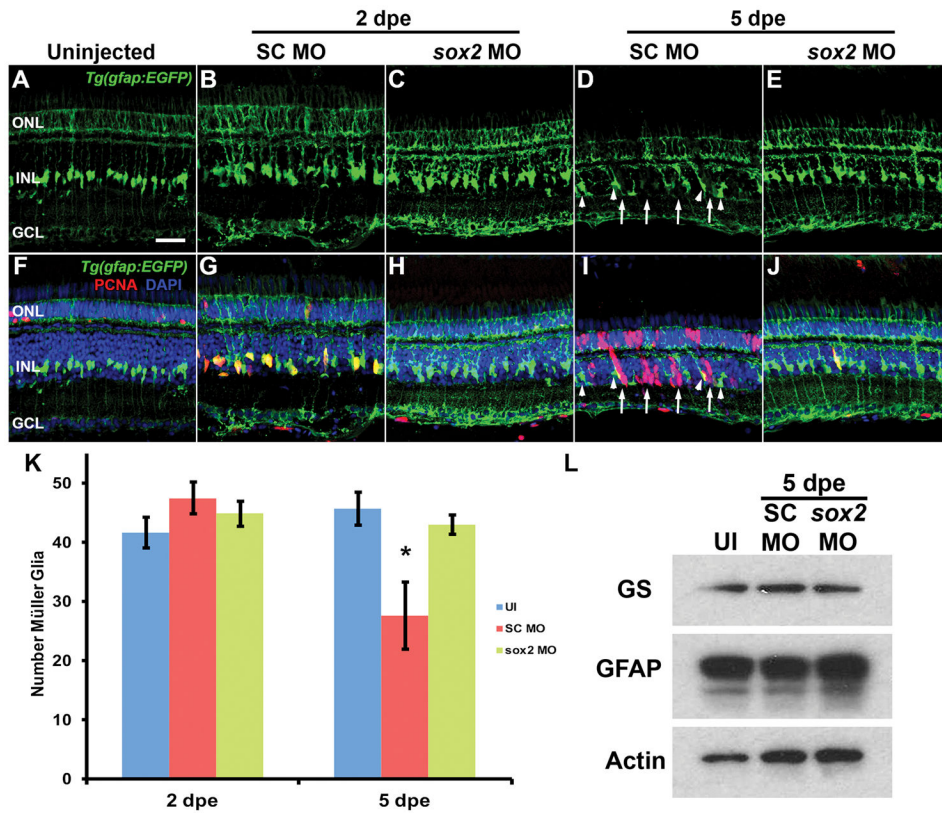 2 dpe
5 dpe
Uninjected
SC MO
sox2 MO
SC MO
sox2 MO
A
Tg(gfap:EGFP)
ONL
INL
GCL
B
C
D
E
F
Tg(gfap:EGFP)
PCNA DAPI
ONL
INL
GCL
G
H
I
J
K
Number Müller Glia
50
40
30
20
10
0
*
2 dpe
5 dpe
UI
SC MO
sox2 MO
L
5 dpe
UI
SC MO
sox2 MO
GS
GFAP
Actin